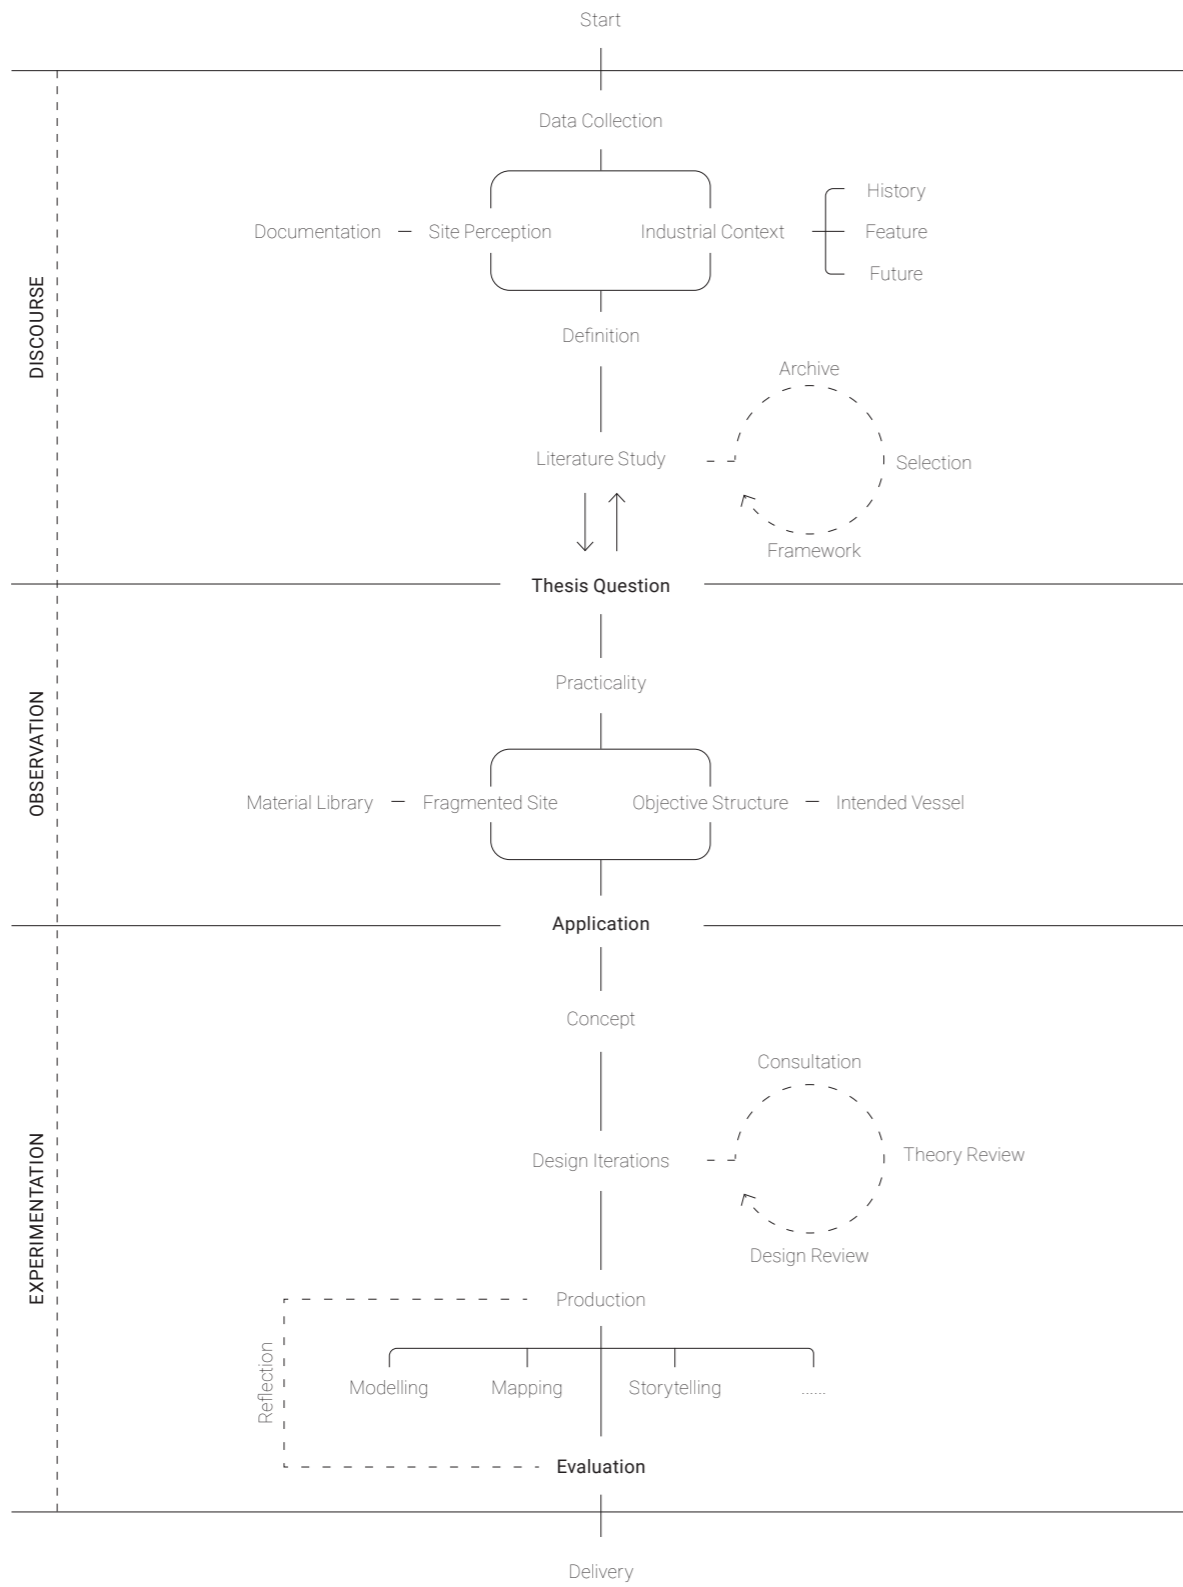 Start
DISCOURSE
Data Collection
Documentation
Site Perception
Industrial Context
History
Feature
Future
Definition
Literature Study
Archive
Selection
Framework
Thesis Question
OBSERVATION
Practicality
Material Library
Fragmented Site
Objective Structure
Intended Vessel
Application
EXPERIMENTATION
Concept
Design Iterations
Consultation
Theory Review
Design Review
Production
Reflection
Modelling
Mapping
Storytelling
......
Evaluation
Delivery